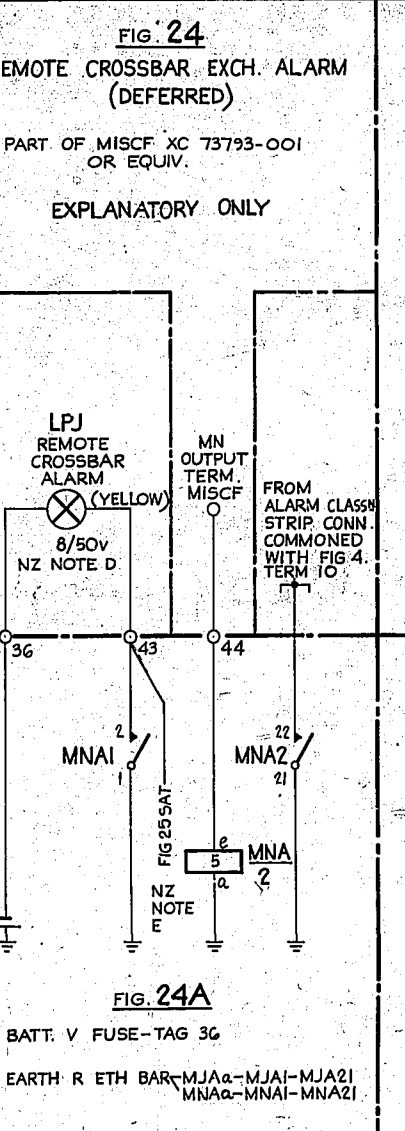 FIG. 24
EMOTE CROSSBAR EXCH. ALARM
(DEFERRED)
PART OF MISCF XC 73793-001
OR EQUIV.
EXPLANATORY ONLY
LPJ
REMOTE
CROSSBAR
ALARM
(YELLOW)
8/50V
NZ NOTE D
MN
OUTPUT
TERM.
MISCF
FROM
ALARM CLASSN
STRIP CONN.
COMMONED
WITH FIG 4.
TERM 10
36
43
44
2
MNA1
1
FIG 25 SAT
NZ
NOTE
E
22
MNA2
21
e
5
a
MNA
2
FIG. 24A
BATT. V FUSE-TAG 36
EARTH R ETH BAR-MJAa-MJA1-MJA21
MNAa-MNA1-MNA21